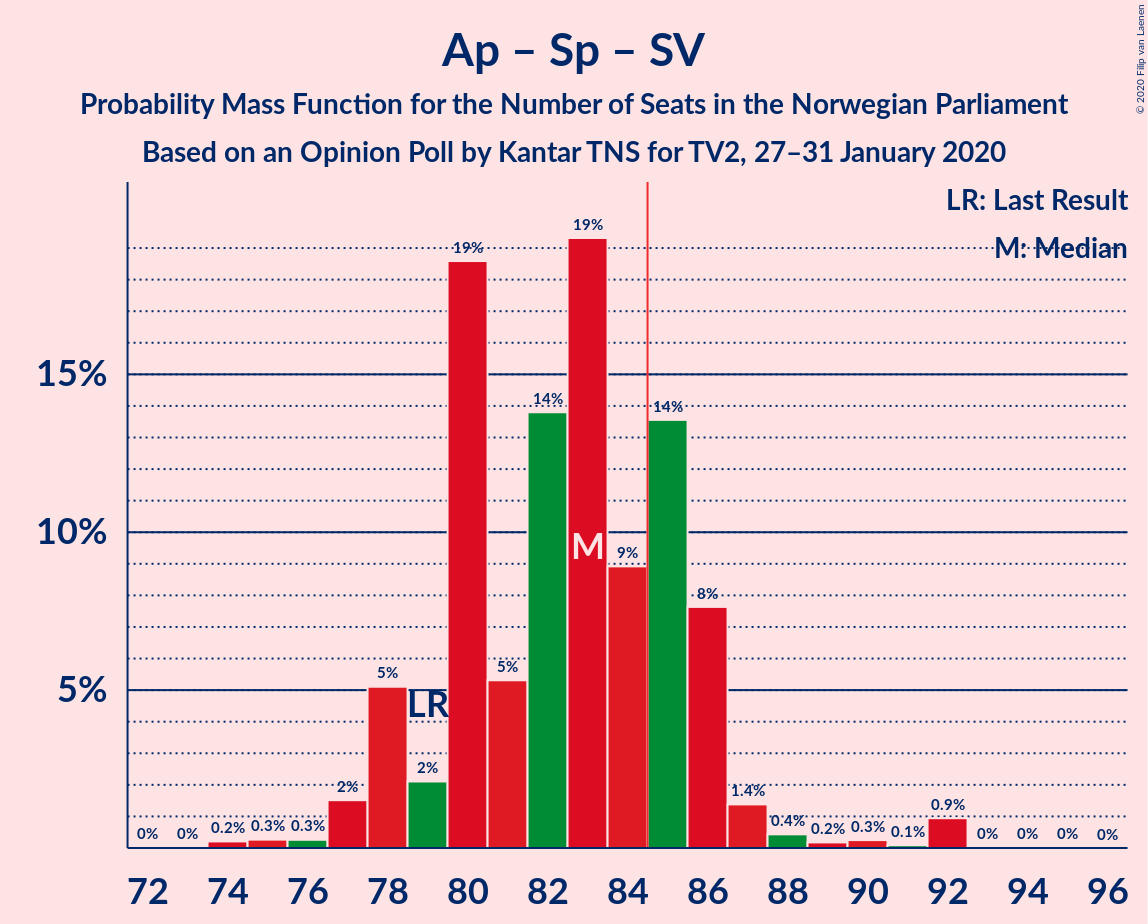 Ap – Sp – SV
Probability Mass Function for the Number of Seats in the Norwegian Parliament
Based on an Opinion Poll by Kantar TNS for TV2, 27–31 January 2020
© 2020 Filip van Laenen
LR: Last Result
M: Median
15%
10%
5%
0% 0% 0.2% 0.3% 0.3% 2% 5% 2% 19% 5% 14% 19% 9% 14% 8% 1.4% 0.4% 0.2% 0.3% 0.1% 0.9% 0% 0% 0% 0%
LR
M
72 74 76 78 80 82 84 86 88 90 92 94 96